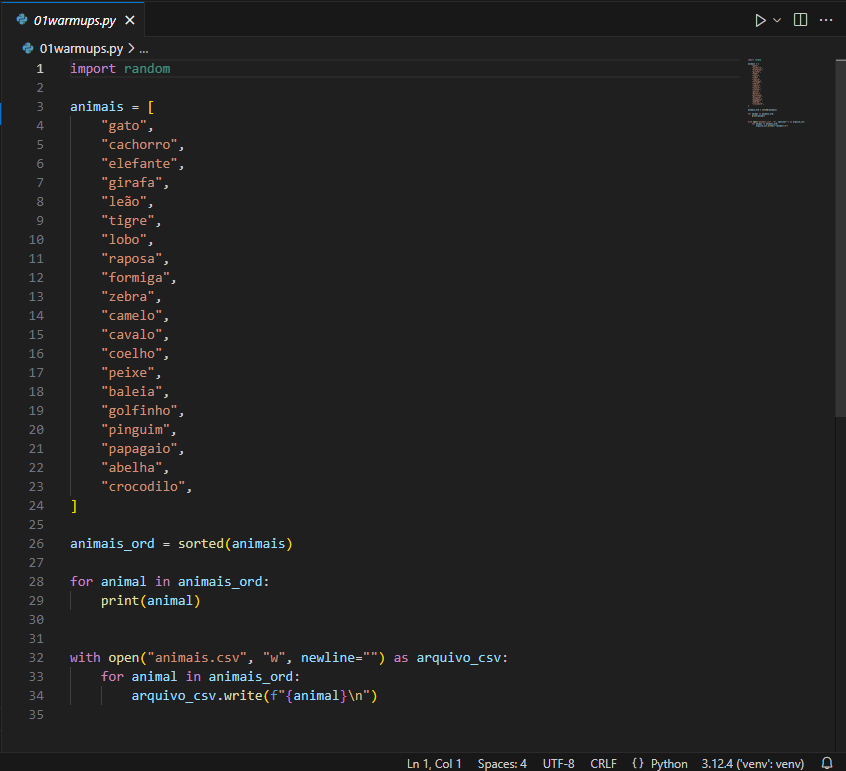 01warmups.py
01warmups.py > ...
1 import random
2
3 animais = [
4     "gato",
5     "cachorro",
6     "elefante",
7     "girafa",
8     "leão",
9     "tigre",
10     "lobo",
11     "raposa",
12     "formiga",
13     "zebra",
14     "camelo",
15     "cavalo",
16     "coelho",
17     "peixe",
18     "baleia",
19     "golfinho",
20     "pinguim",
21     "papagaio",
22     "abelha",
23     "crocodilo",
24 ]
25
26 animais_ord = sorted(animais)
27
28 for animal in animais_ord:
29     print(animal)
30
31
32 with open("animais.csv", "w", newline="") as arquivo_csv:
33     for animal in animais_ord:
34         arquivo_csv.write(f"{animal}\n")
35
Ln 1, Col 1 Spaces: 4 UTF-8 CRLF {} Python 3.12.4 ('venv': venv)